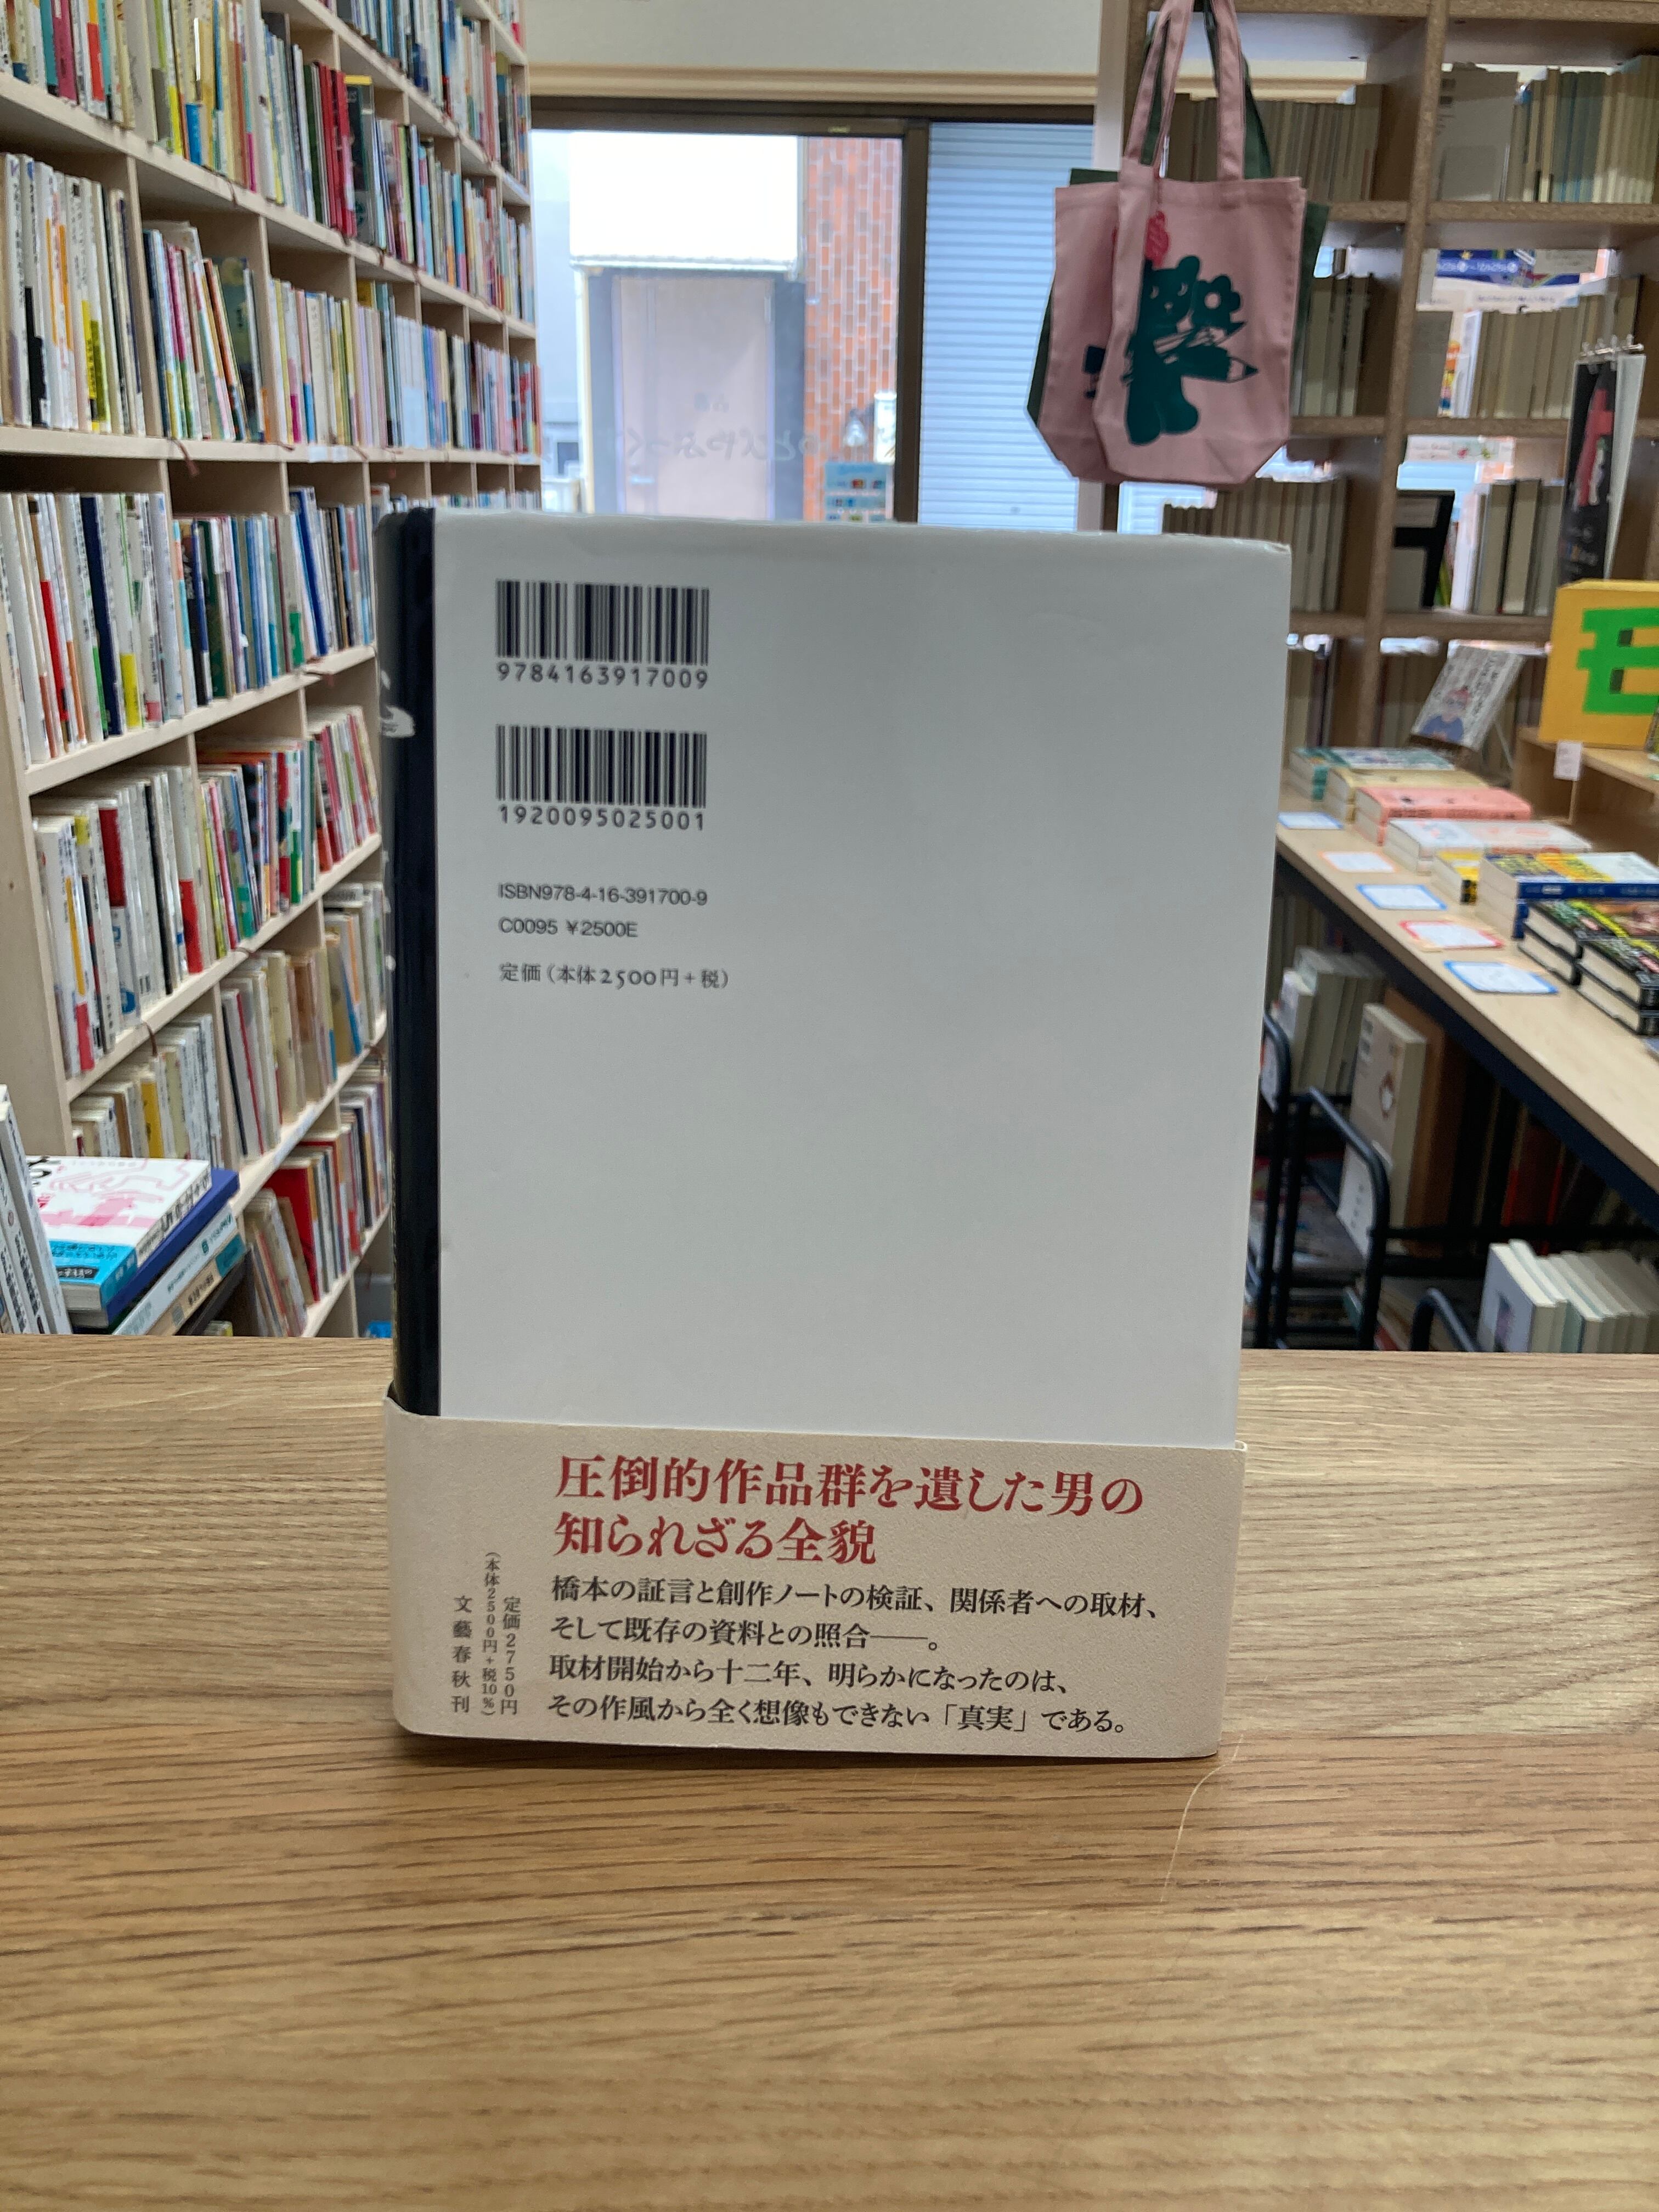 9784163917009
1920095025001
ISBN978-4-16-391700-9
C0095 ¥2500E
定価（本体2500円＋税）
圧倒的作品群を遺した男の
知られざる全貌
橋本の証言と創作ノートの検証、関係者への取材、
そして既存の資料との照合――。
取材開始から十二年、明らかになったのは、
その作風から全く想像もできない「真実」である。
定価2750円
（本体2500円＋税10%）
文藝春秋刊